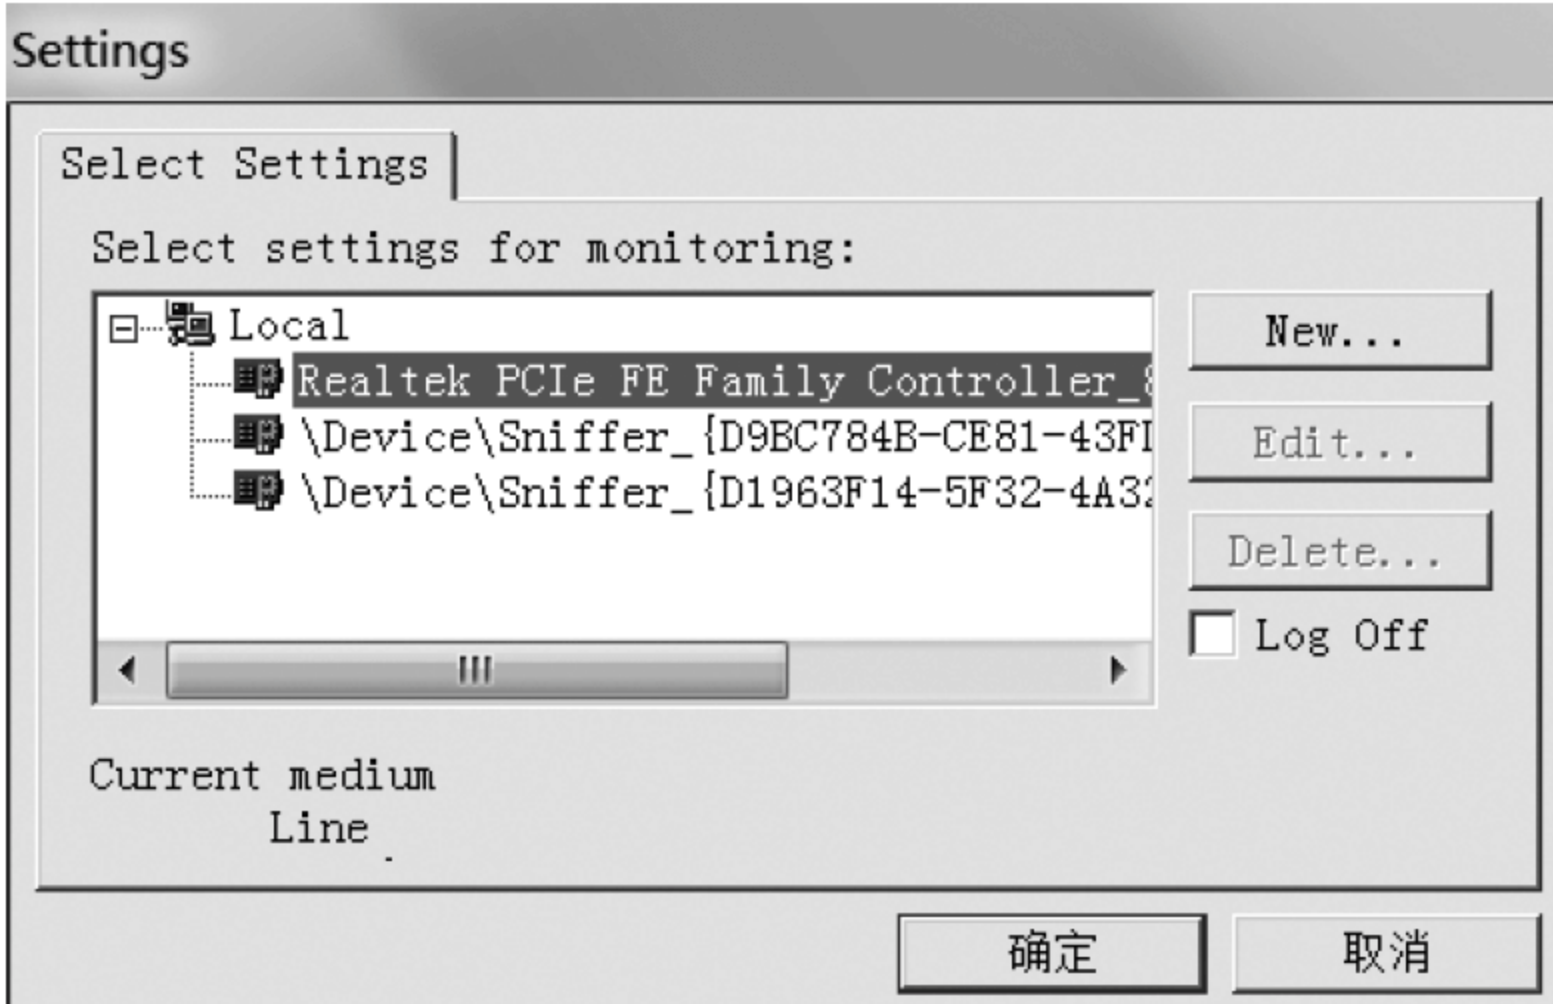 Settings
Select Settings
Select settings for monitoring:
Local
New...
Realtek PCIe FE Family Controller_
\Device\Sniffer_{D9BC784B-CE81-43F
Edit...
\Device\Sniffer_{D1963F14-5F32-4A32
Delete...
Log Off
Current medium
Line
确定
取消